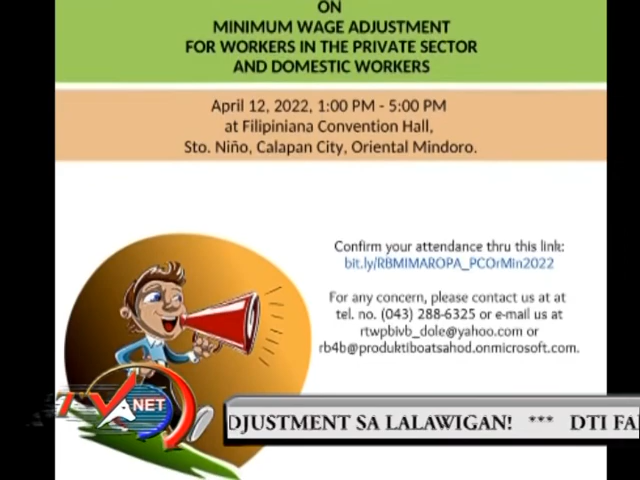 ON
MINIMUM WAGE ADJUSTMENT
FOR WORKERS IN THE PRIVATE SECTOR
AND DOMESTIC WORKERS
April 12, 2022, 1:00 PM - 5:00 PM
at Filipiniana Convention Hall,
Sto. Niño, Calapan City, Oriental Mindoro.
Confirm your attendance thru this link:
bit.ly/RBMIMAROPA_PCOrMin2022
For any concern, please contact us at at
tel. no. (043) 288-6325 or e-mail us at
rtwpbivb_dole@yahoo.com or
rb4b@produktiboatsahod.onmicrosoft.com.
TV NET
DJUSTMENT SA LALAWIGAN! *** DTI